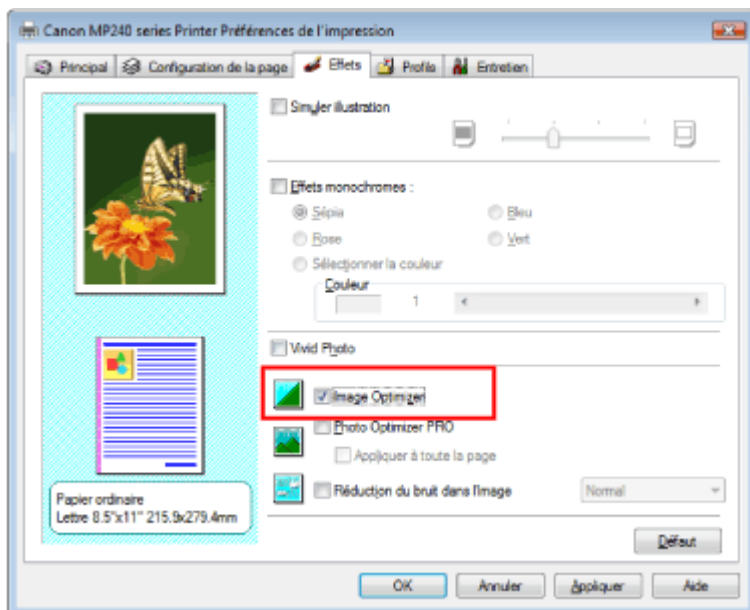 Canon MP240 series Printer Préférences de l'impression
Principal Configuration de la page Effets Profils Entretien
Simuler illustration
Effets monochromes :
Sépia Bleu
Rose Vert
Sélectionner la couleur
Couleur
1
Vivid Photo
Image Optimizer
Photo Optimizer PRO
Appliquer à toute la page
Réduction du bruit dans l'image Normal
Papier ordinaire
Lettre 8.5"x11" 215.9x279.4mm
Défaut
OK Annuler Appliquer Aide